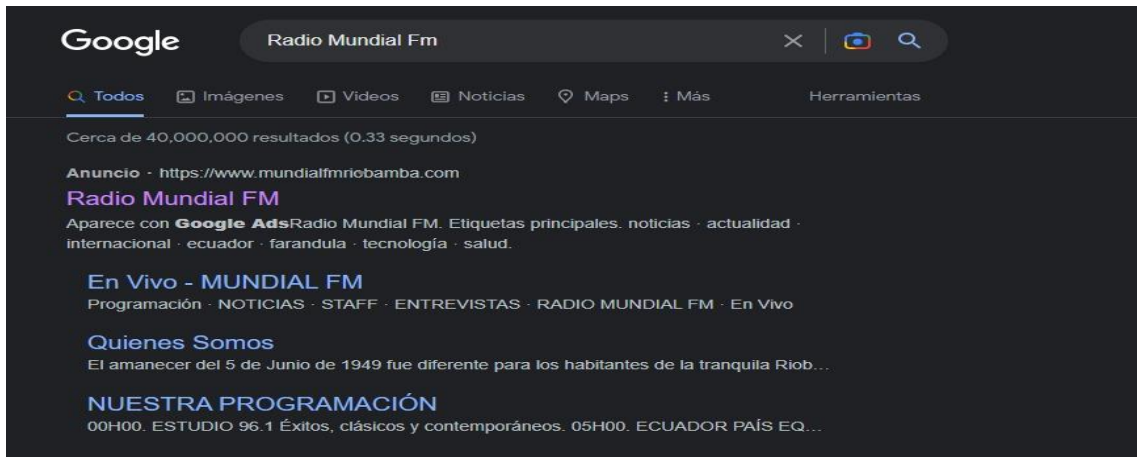 Google Radio Mundial Fm
Todos Imágenes Videos Noticias Maps Más Herramientas
Cerca de 40,000,000 resultados (0.33 segundos)
Anuncio · https://www.mundialfmriobamba.com
Radio Mundial FM
Aparece con Google AdsRadio Mundial FM. Etiquetas principales. noticias · actualidad ·
internacional · ecuador · farandula · tecnología · salud.
En Vivo - MUNDIAL FM
Programación · NOTICIAS · STAFF · ENTREVISTAS · RADIO MUNDIAL FM · En Vivo
Quienes Somos
El amanecer del 5 de Junio de 1949 fue diferente para los habitantes de la tranquila Riob...
NUESTRA PROGRAMACIÓN
00H00. ESTUDIO 96.1 Éxitos, clásicos y contemporáneos. 05H00. ECUADOR PAÍS EQ...